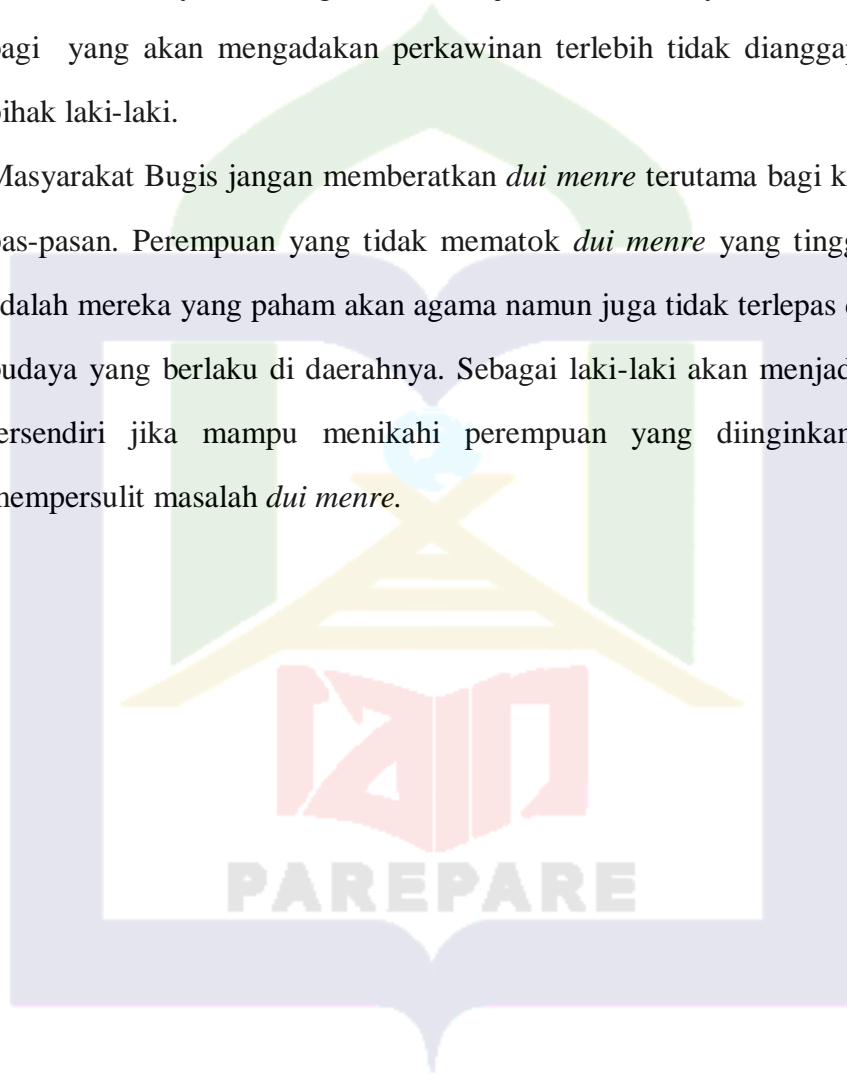 bagi yang akan mengadakan perkawinan terlebih tidak dianggap
pihak laki-laki.
Masyarakat Bugis jangan memberatkan dui menre terutama bagi
pas-pasan. Perempuan yang tidak mematok dui menre yang
adalah mereka yang paham akan agama namun juga tidak terlepas
budaya yang berlaku di daerahnya. Sebagai laki-laki akan
tersendiri jika mampu menikahi perempuan yang diinginkan
mempersulit masalah dui menre.
iain
PAREPARE